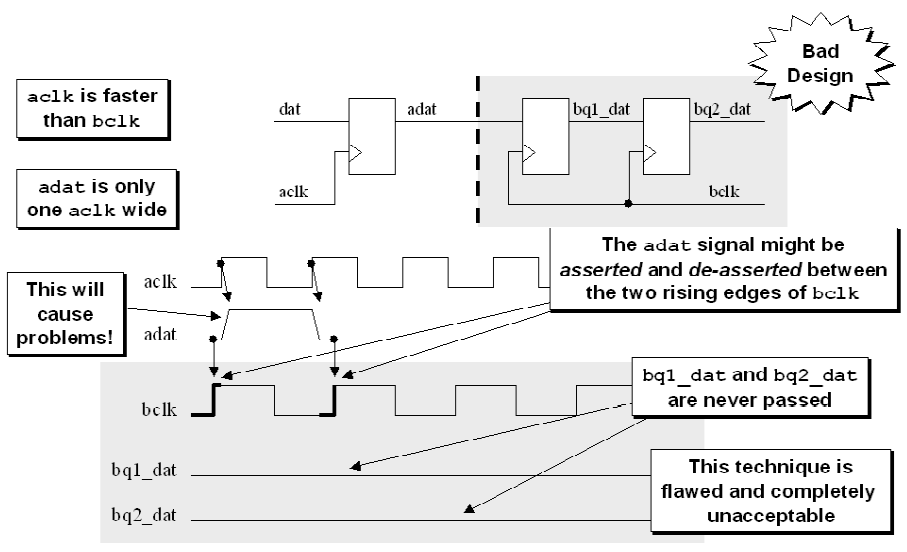 Bad
Design
aclk is faster
than bclk
dat
adat
bq1_dat
bq2_dat
adat is only
one aclk wide
aclk
bclk
The adat signal might be
asserted and de-asserted between
the two rising edges of bclk
aclk
This will
cause
problems!
adat
bclk
bq1_dat and bq2_dat
are never passed
bq1_dat
bq2_dat
This technique is
flawed and completely
unacceptable